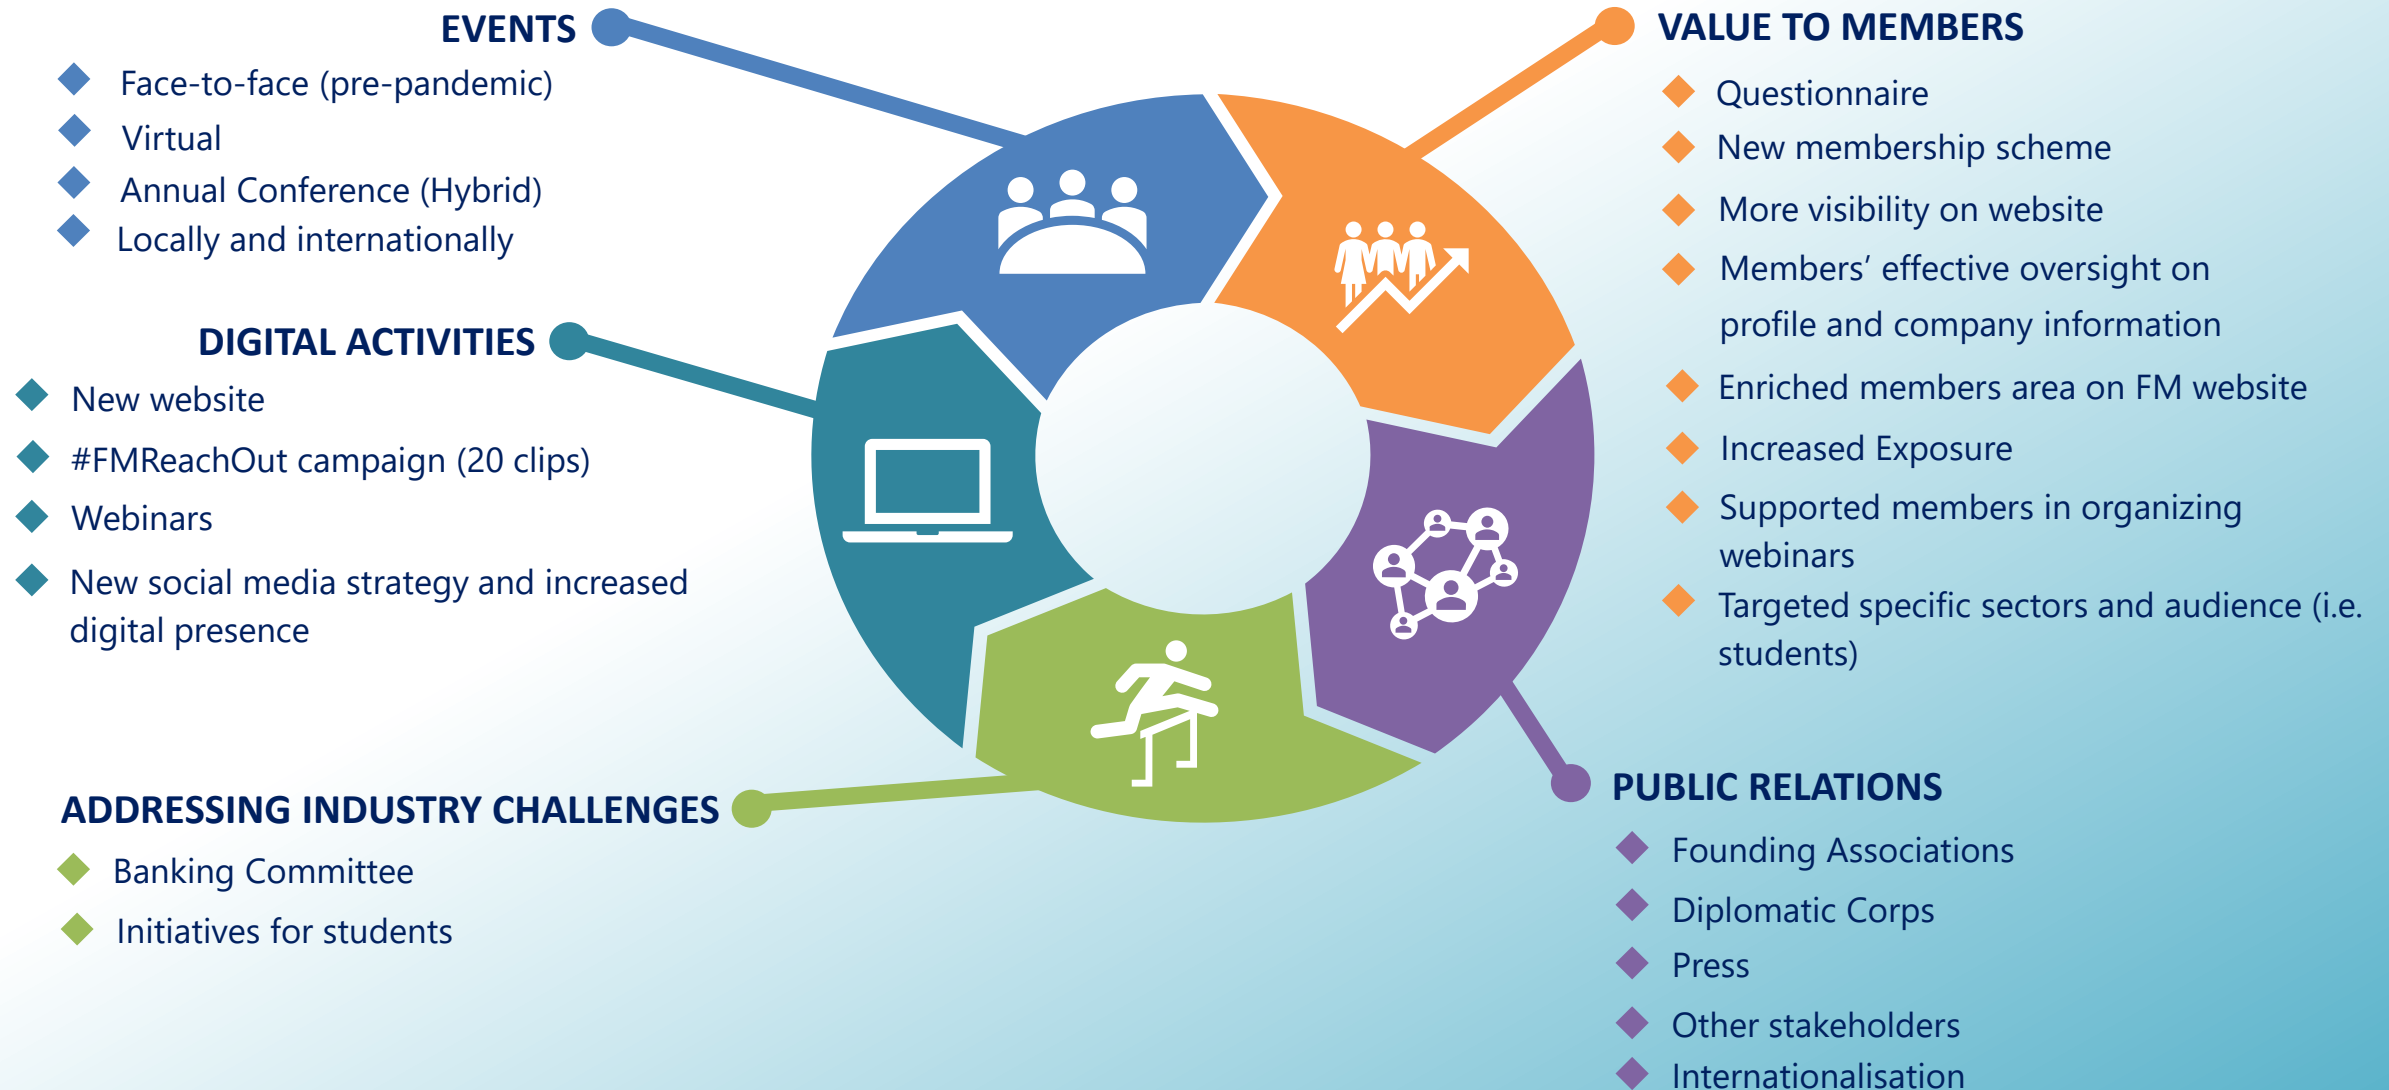 EVENTS
Face-to-face (pre-pandemic)
Virtual
Annual Conference (Hybrid)
Locally and internationally
DIGITAL ACTIVITIES
New website
#FMReachOut campaign (20 clips)
Webinars
New social media strategy and increased
digital presence
ADDRESSING INDUSTRY CHALLENGES
Banking Committee
Initiatives for students
VALUE TO MEMBERS
Questionnaire
New membership scheme
More visibility on website
Members’ effective oversight on
profile and company information
Enriched members area on FM website
Increased Exposure
Supported members in organizing
webinars
Targeted specific sectors and audience (i.e.
students)
PUBLIC RELATIONS
Founding Associations
Diplomatic Corps
Press
Other stakeholders
Internationalisation